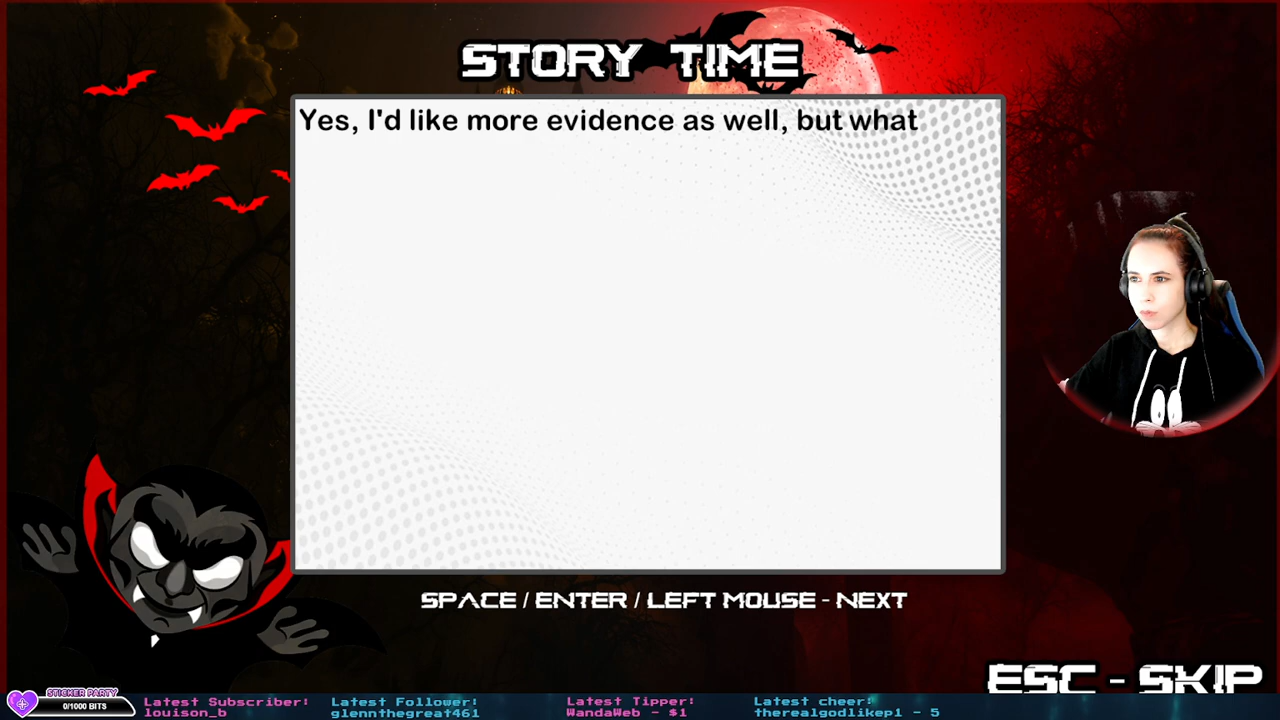 STORY TIME
Yes, I'd like more evidence as well, but what
SPACE / ENTER / LEFT MOUSE - NEXT
ESC - SKIP
STICKER PARTY
0/1000 BITS
Latest Subscriber:
louison_b
Latest Follower:
glennthegreat461
Latest Tipper:
WandaWeb - $1
Latest cheer:
therealgodlikep1 - 5